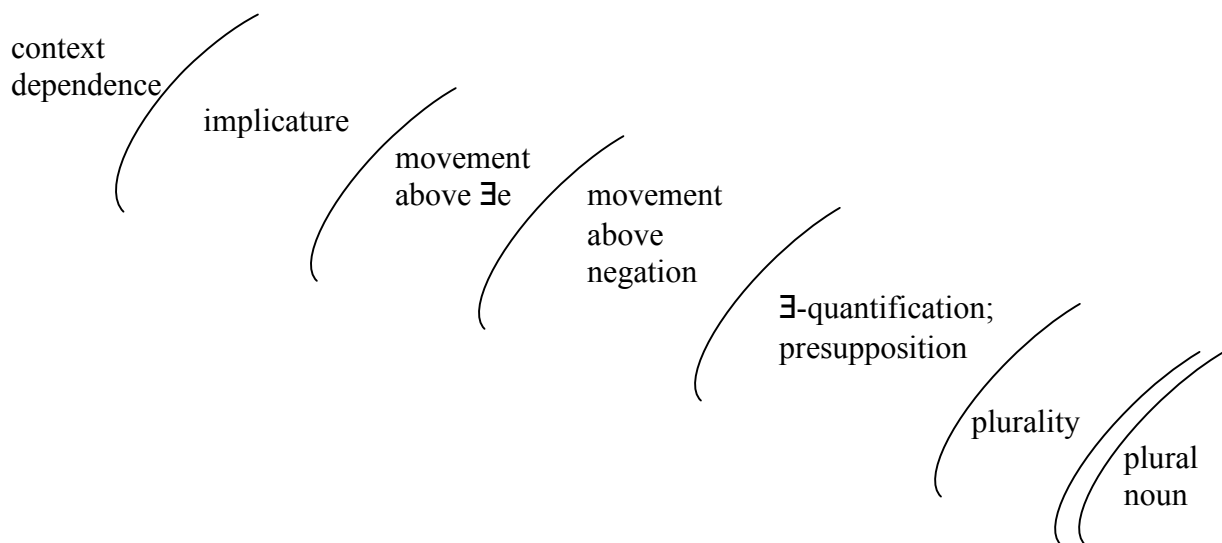 context
dependence
implicature
movement
above ∃e
movement
above
negation
∃-quantification;
presupposition
plurality
plural
noun